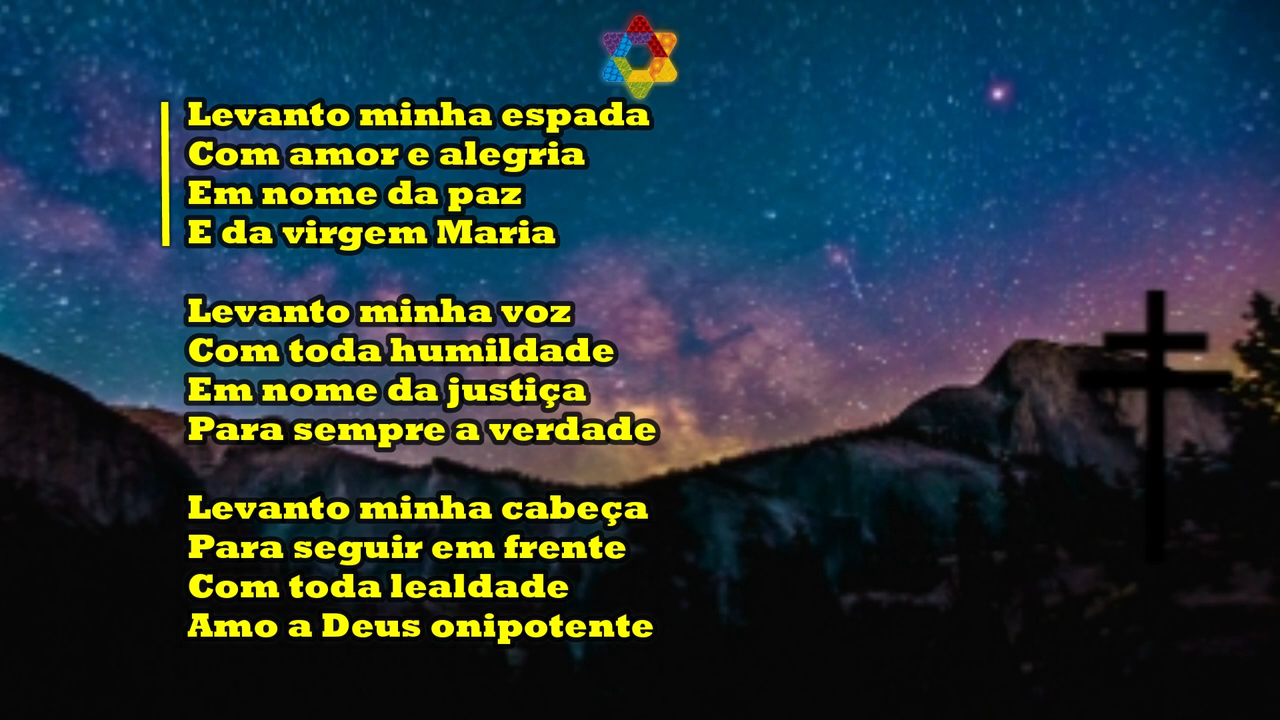 Levanto minha espada
Com amor e alegria
Em nome da paz
E da virgem Maria
Levanto minha voz
Com toda humildade
Em nome da justiça
Para sempre a verdade
Levanto minha cabeça
Para seguir em frente
Com toda lealdade
Amo a Deus onipotente